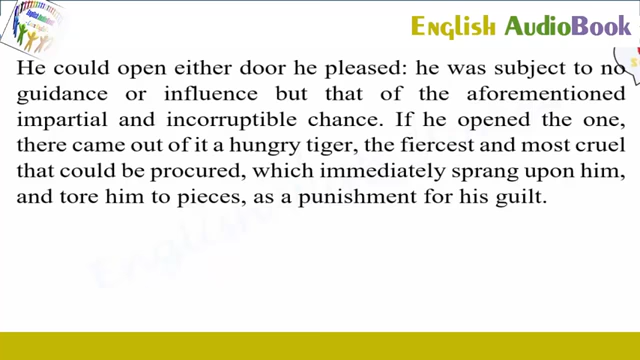 English AudioBook
He could open either door he pleased: he was subject to no
guidance or influence but that of the aforementioned
impartial and incorruptible chance. If he opened the one,
there came out of it a hungry tiger, the fiercest and most cruel
that could be procured, which immediately sprang upon him,
and tore him to pieces, as a punishment for his guilt.